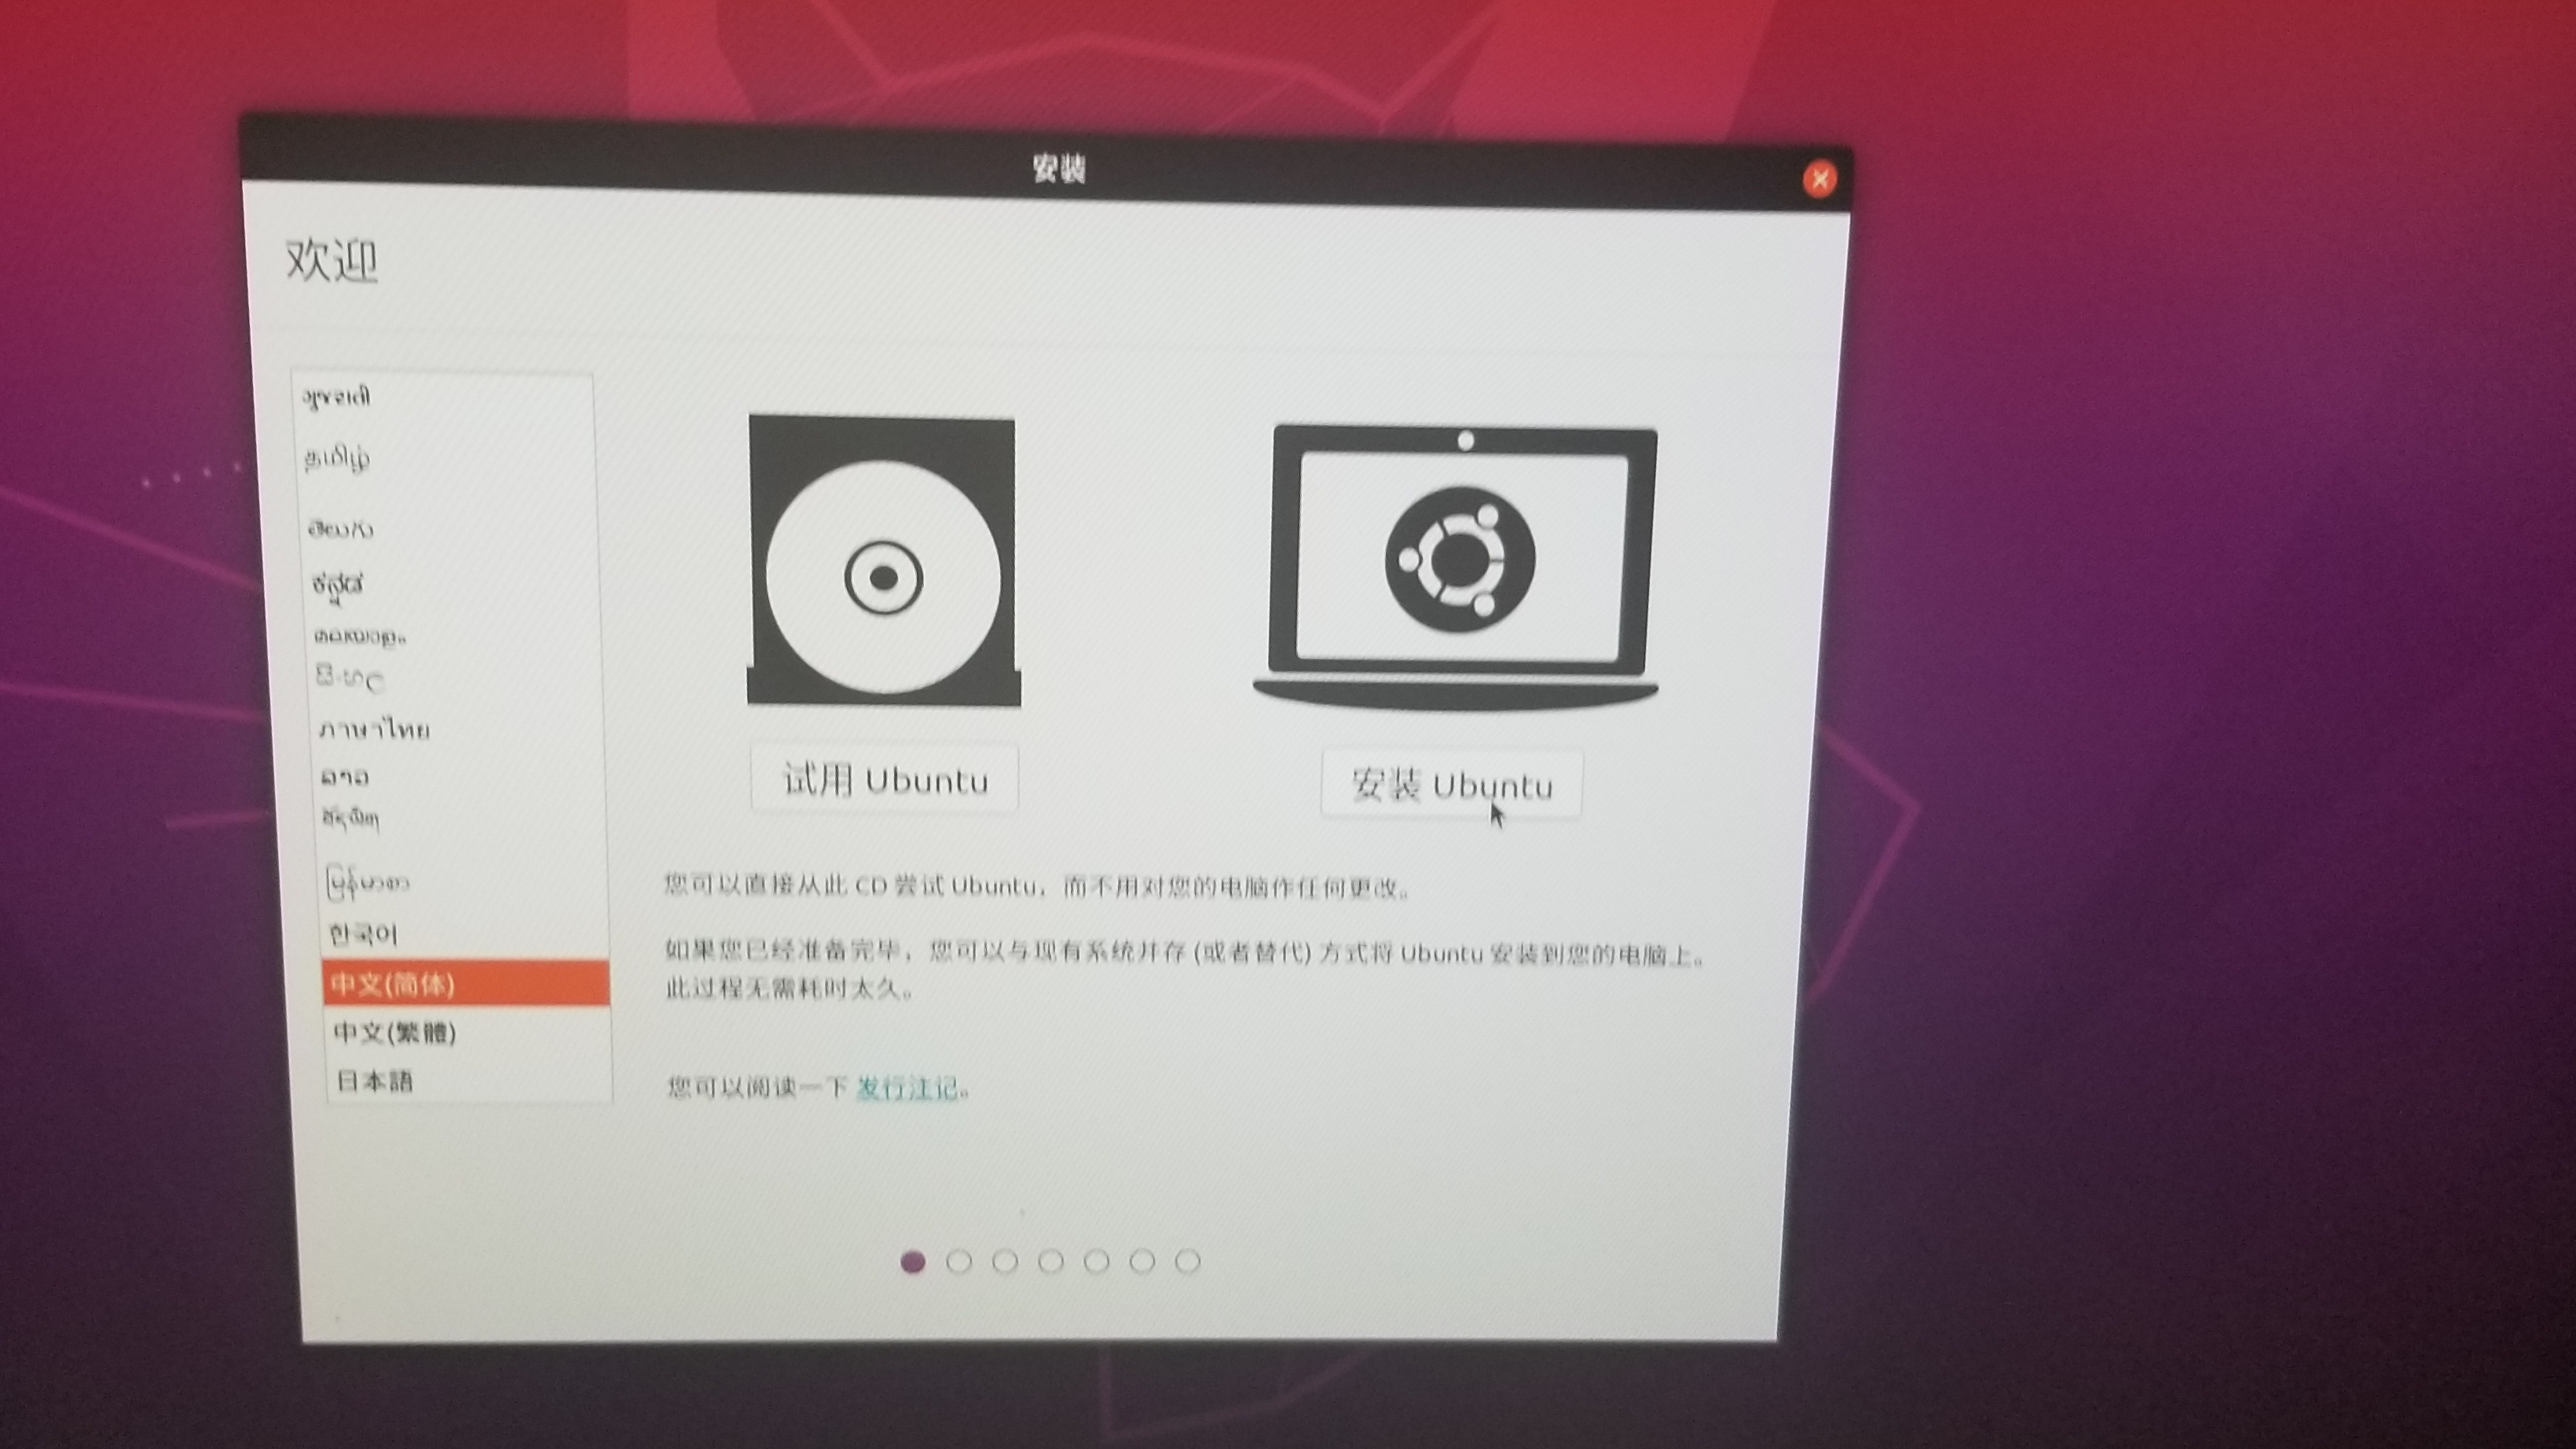 安装
欢迎
ગુજરાતી
தமிழ்
తెలుగు
ಕನ್ನಡ
മലയാളം
සිංහල
ภาษาไทย
ລາວ
རྫོང་ཁ
မြန်မာစာ
한국어
中文(简体)
中文(繁體)
日本語
试用 Ubuntu
安装 Ubuntu
您可以直接从此 CD 尝试 Ubuntu，而不用对您的电脑作任何更改。
如果您已经准备完毕，您可以与现有系统并存 (或者替代) 方式将 Ubuntu 安装到您的电脑上。
此过程无需耗时太久。
您可以阅读一下 发行注记。